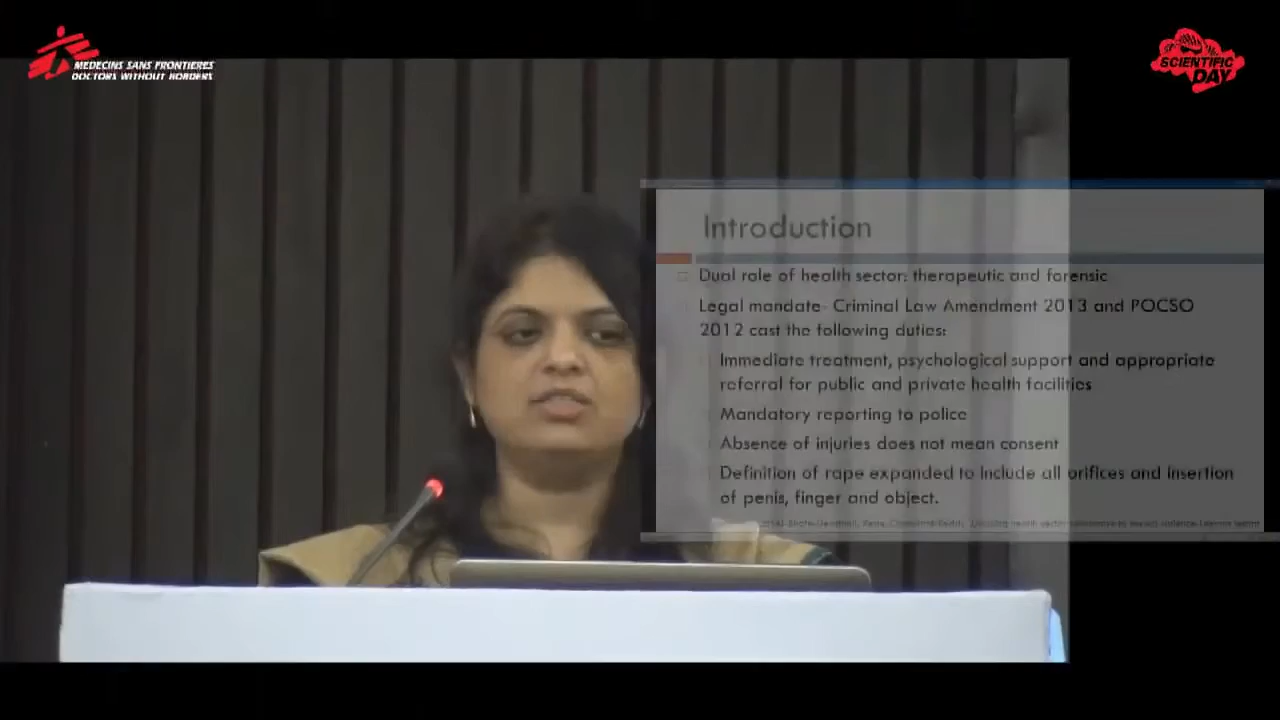 MEDECINS SANS FRONTIERES
DOCTORS WITHOUT BORDERS
SCIENTIFIC
DAY
Introduction
Dual role of health sector: therapeutic and forensic
Legal mandate- Criminal Law Amendment 2013 and POCSO
2012 cast the following duties:
Immediate treatment, psychological support and appropriate
referral for public and private health facilities
Mandatory reporting to police
Absence of injuries does not mean consent
Definition of rape expanded to include all orifices and insertion
of penis, finger and object.